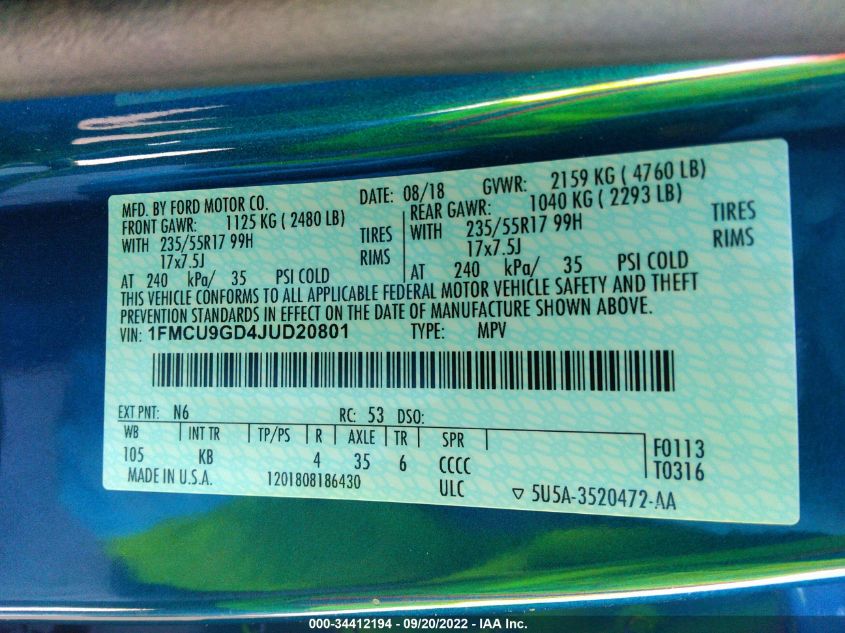 MFD. BY FORD MOTOR CO. DATE: 08/18 GVWR: 2159 KG ( 4760 LB)
FRONT GAWR: 1125 KG ( 2480 LB) REAR GAWR: 1040 KG ( 2293 LB)
WITH 235/55R17 99H TIRES WITH 235/55R17 99H TIRES
17x7.5J RIMS 17x7.5J RIMS
AT 240 kPa/ 35 PSI COLD AT 240 kPa/ 35 PSI COLD
THIS VEHICLE CONFORMS TO ALL APPLICABLE FEDERAL MOTOR VEHICLE SAFETY AND THEFT
PREVENTION STANDARDS IN EFFECT ON THE DATE OF MANUFACTURE SHOWN ABOVE.
VIN: 1FMCU9GD4JUD20801 TYPE: MPV
EXT PNT: N6 RC: 53 DSO:
WB INT TR TP/PS R AXLE TR SPR F0113
105 KB 4 35 6 CCCC T0316
MADE IN U.S.A. 1201808186430 ULC ▽ 5U5A-3520472-AA
000-34412194 - 09/20/2022 - IAA Inc.